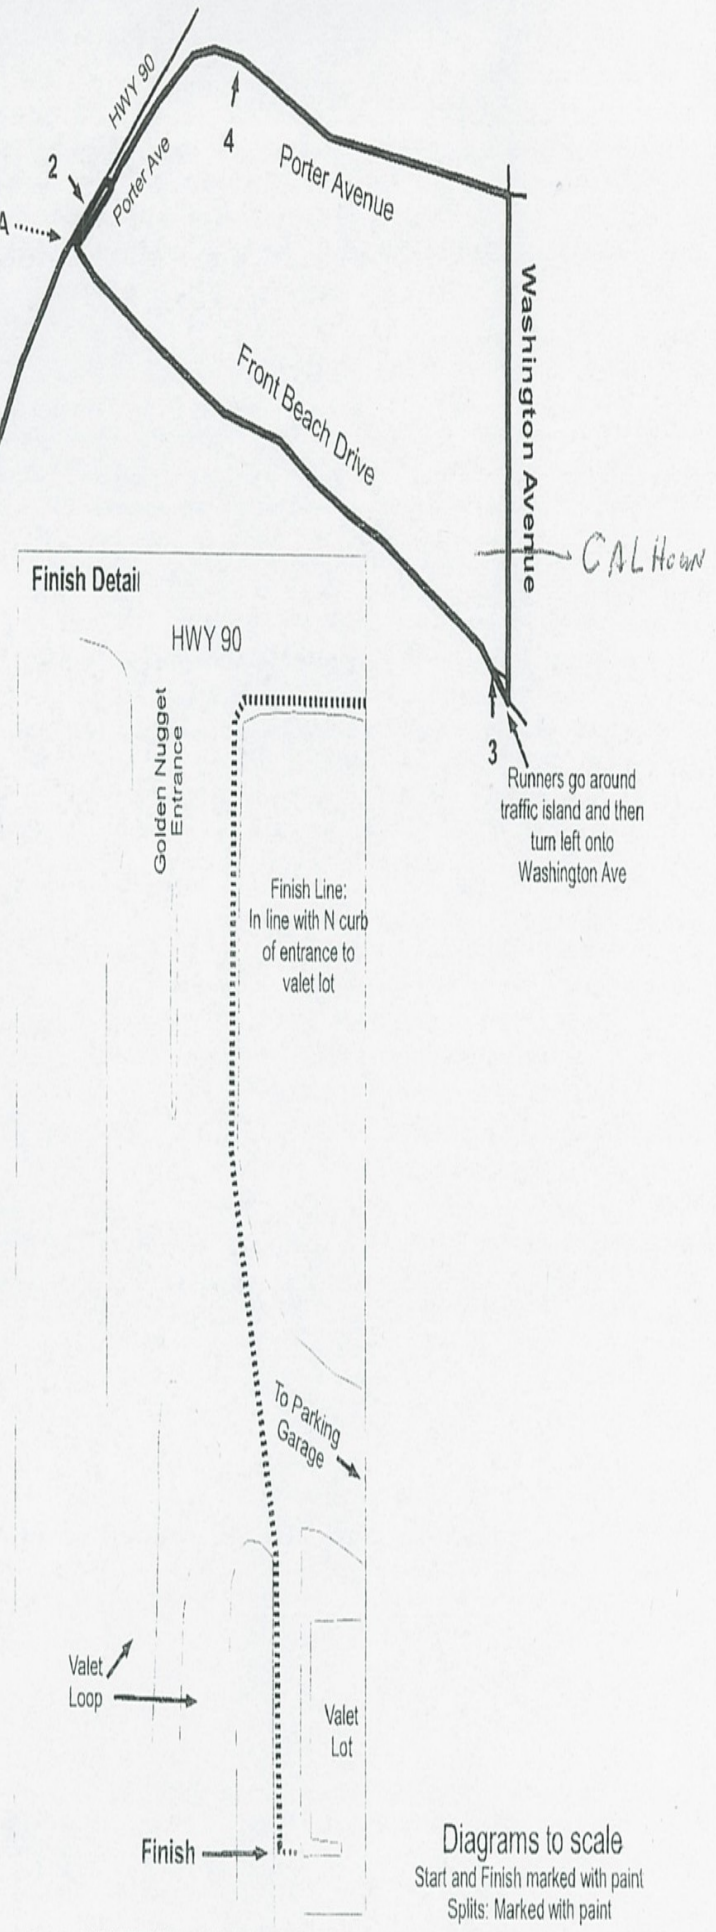 HWY 90
2
Porter Ave
4
Porter Avenue
A
Washington Avenue
Front Beach Drive
CALHOUN
Finish Detail
HWY 90
Golden Nugget
Entrance
3
Runners go around
traffic island and then
turn left onto
Washington Ave
Finish Line:
In line with N curb
of entrance to
valet lot
To Parking
Garage
Valet
Loop
Valet
Lot
Finish
Diagrams to scale
Start and Finish marked with paint
Splits: Marked with paint